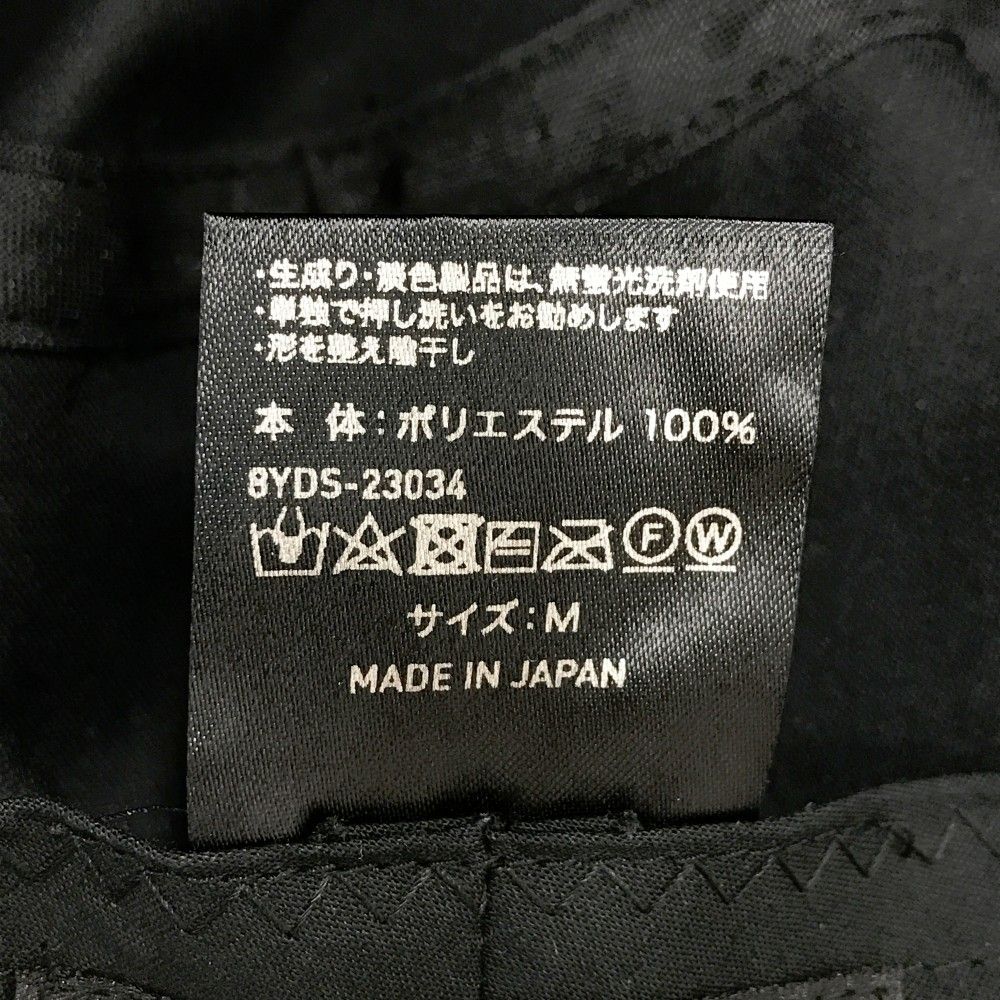 ・生成り・淡色製品は、無蛍光洗剤使用
・単独で押し洗いをお勧めします
・形を整え陰干し
本 体：ポリエステル 100%
8YDS-23034
F W
サイズ：M
MADE IN JAPAN